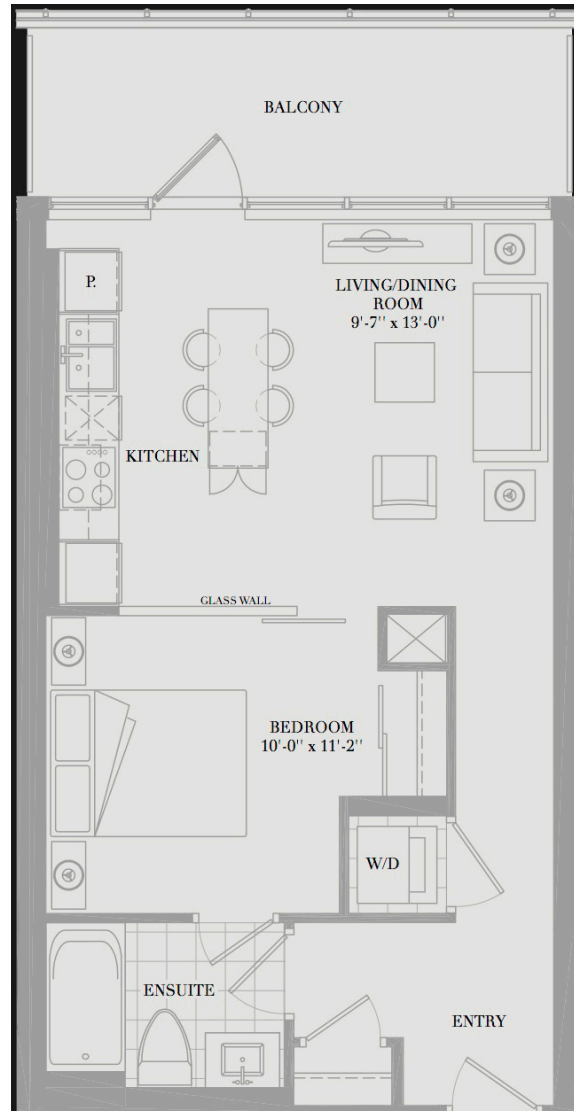 BALCONY
P.
LIVING/DINING
ROOM
9'-7'' x 13'-0''
KITCHEN
GLASS WALL
BEDROOM
10'-0'' x 11'-2''
W/D
ENSUITE
ENTRY